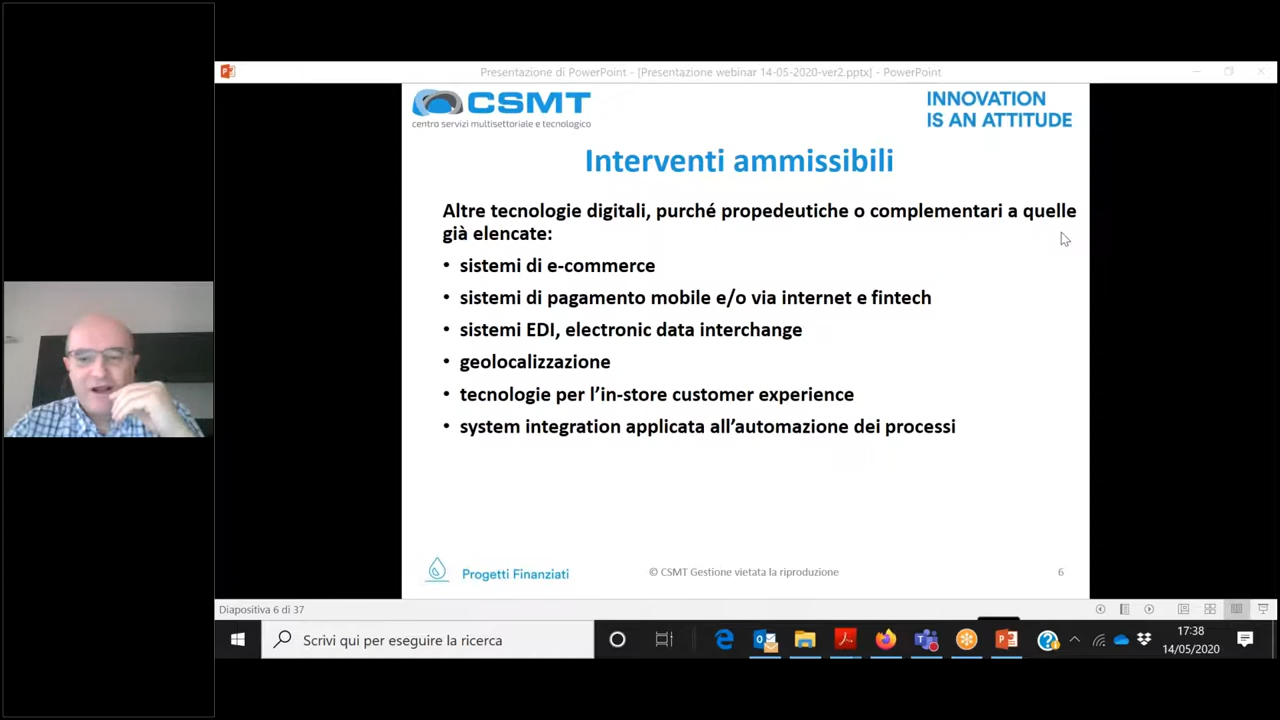 Presentazione di PowerPoint - [Presentazione webinar 14-05-2020-ver2.pptx] - PowerPoint
CSMT
centro servizi multisettoriale e tecnologico
INNOVATION
IS AN ATTITUDE
Interventi ammissibili
Altre tecnologie digitali, purché propedeutiche o complementari a quelle
già elencate:
• sistemi di e-commerce
• sistemi di pagamento mobile e/o via internet e fintech
• sistemi EDI, electronic data interchange
• geolocalizzazione
• tecnologie per l’in-store customer experience
• system integration applicata all’automazione dei processi
Progetti Finanziati
© CSMT Gestione vietata la riproduzione
6
Diapositiva 6 di 37
Scrivi qui per eseguire la ricerca
17:38
14/05/2020